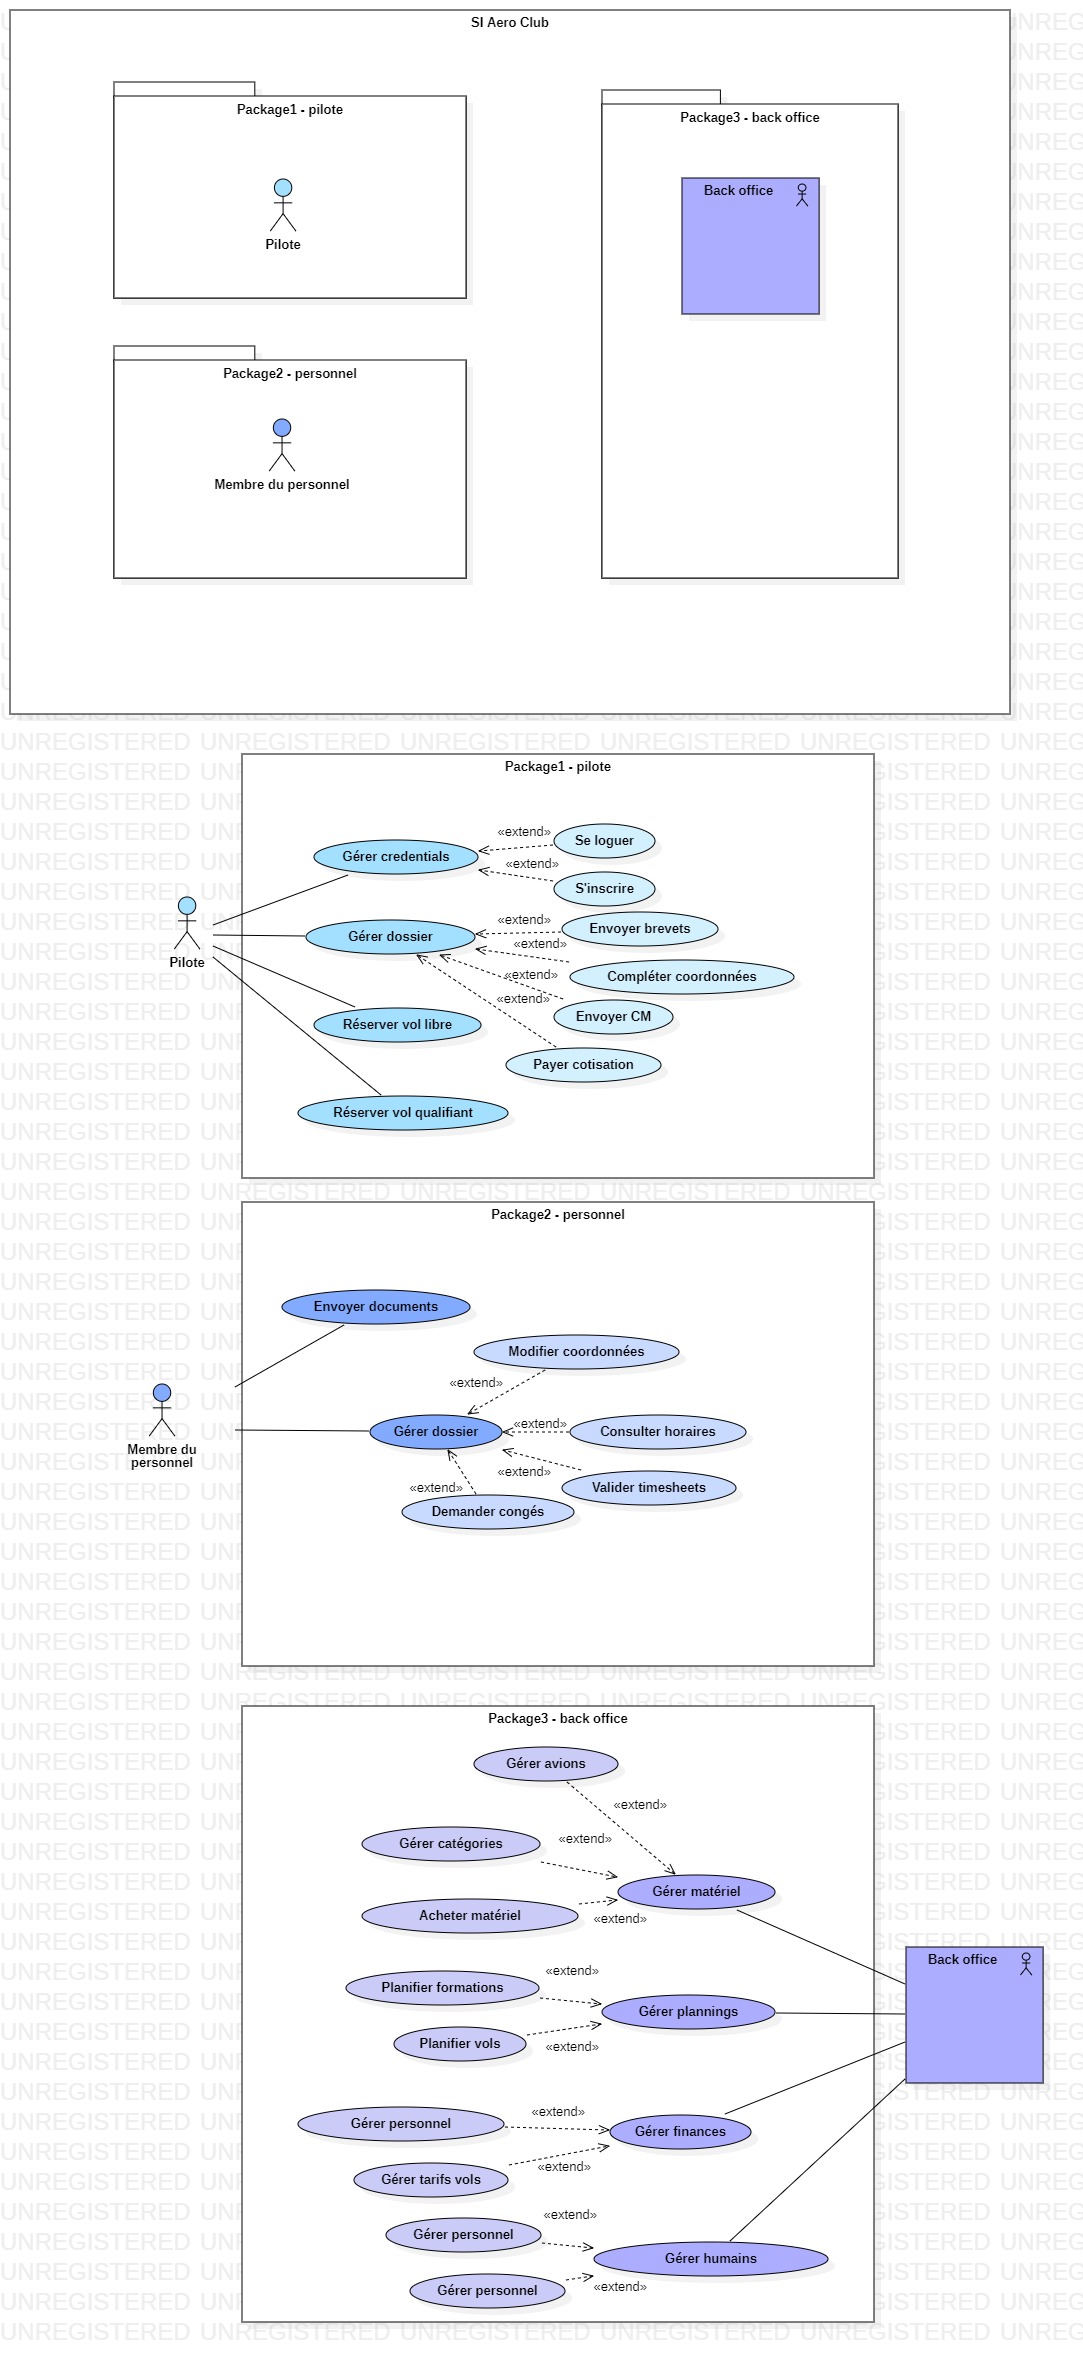 SI Aero Club
Package1 - pilote
Pilote
Package3 - back office
Back office
Package2 - personnel
Membre du personnel
Package1 - pilote
Pilote
Gérer credentials
«extend»
Se loguer
«extend»
S'inscrire
Gérer dossier
«extend»
Envoyer brevets
«extend»
Compléter coordonnées
«extend»
Envoyer CM
«extend»
Payer cotisation
Réserver vol libre
Réserver vol qualifiant
Package2 - personnel
Envoyer documents
Membre du
personnel
Modifier coordonnées
«extend»
Gérer dossier
«extend»
Consulter horaires
«extend»
Valider timesheets
«extend»
Demander congés
Package3 - back office
Gérer avions
«extend»
Gérer catégories
«extend»
Gérer matériel
Acheter matériel
«extend»
Back office
Planifier formations
«extend»
Gérer plannings
Planifier vols
«extend»
Gérer personnel
«extend»
Gérer finances
Gérer tarifs vols
«extend»
Gérer personnel
«extend»
Gérer humains
Gérer personnel
«extend»
UNREGISTERED UNREGISTERED UNREGISTERED UNREGISTERED UNREGISTERED